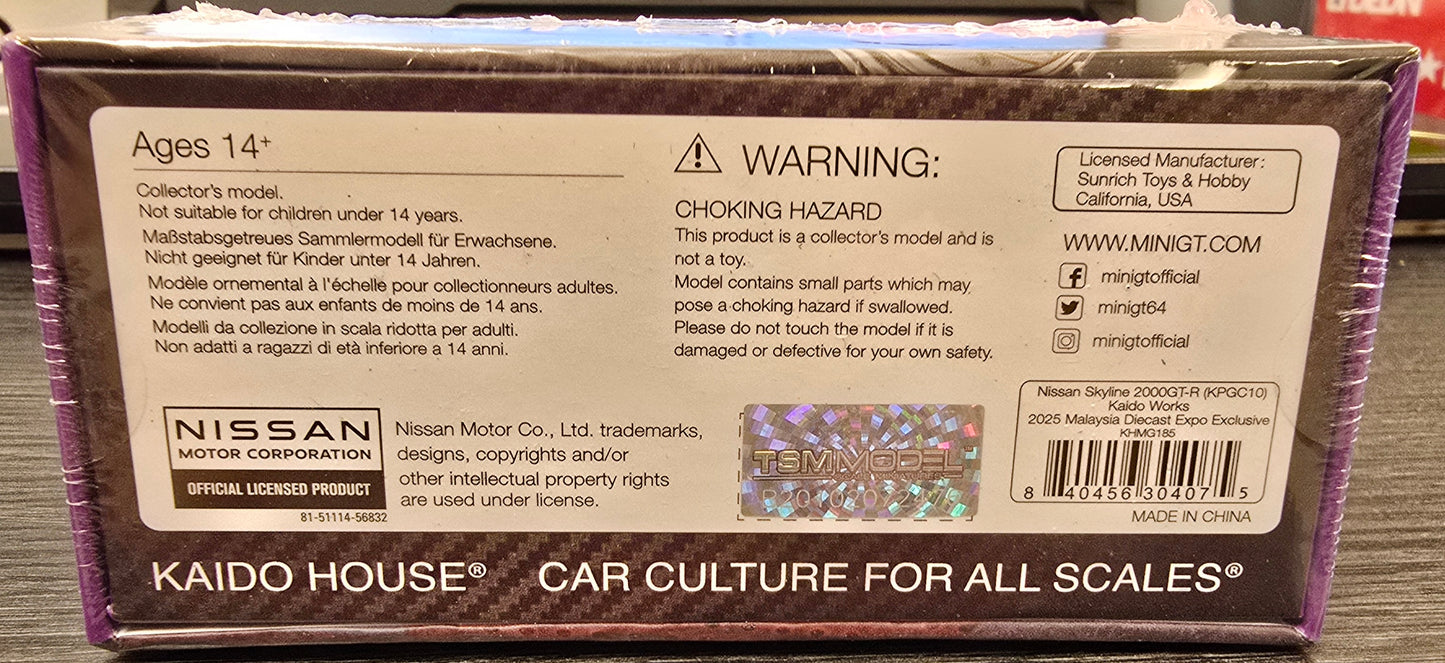 Ages 14+
Collector's model.
Not suitable for children under 14 years.
Maßstabsgetreues Sammlermodell für Erwachsene.
Nicht geeignet für Kinder unter 14 Jahren.
Modèle ornemental à l'échelle pour collectionneurs adultes.
Ne convient pas aux enfants de moins de 14 ans.
Modelli da collezione in scala ridotta per adulti.
Non adatti a ragazzi di età inferiore a 14 anni.
WARNING:
CHOKING HAZARD
This product is a collector's model and is
not a toy.
Model contains small parts which may
pose a choking hazard if swallowed.
Please do not touch the model if it is
damaged or defective for your own safety.
Licensed Manufacturer:
Sunrich Toys & Hobby
California, USA
WWW.MINIGT.COM
minigtofficial
minigt64
minigtofficial
NISSAN
MOTOR CORPORATION
OFFICIAL LICENSED PRODUCT
81-51114-56832
Nissan Motor Co., Ltd. trademarks,
designs, copyrights and/or
other intellectual property rights
are used under license.
TSM MODEL
Nissan Skyline 2000GT-R (KPGC10)
Kaido Works
2025 Malaysia Diecast Expo Exclusive
KHMG185
8 40456 30407 5
MADE IN CHINA
KAIDO HOUSE® CAR CULTURE FOR ALL SCALES®